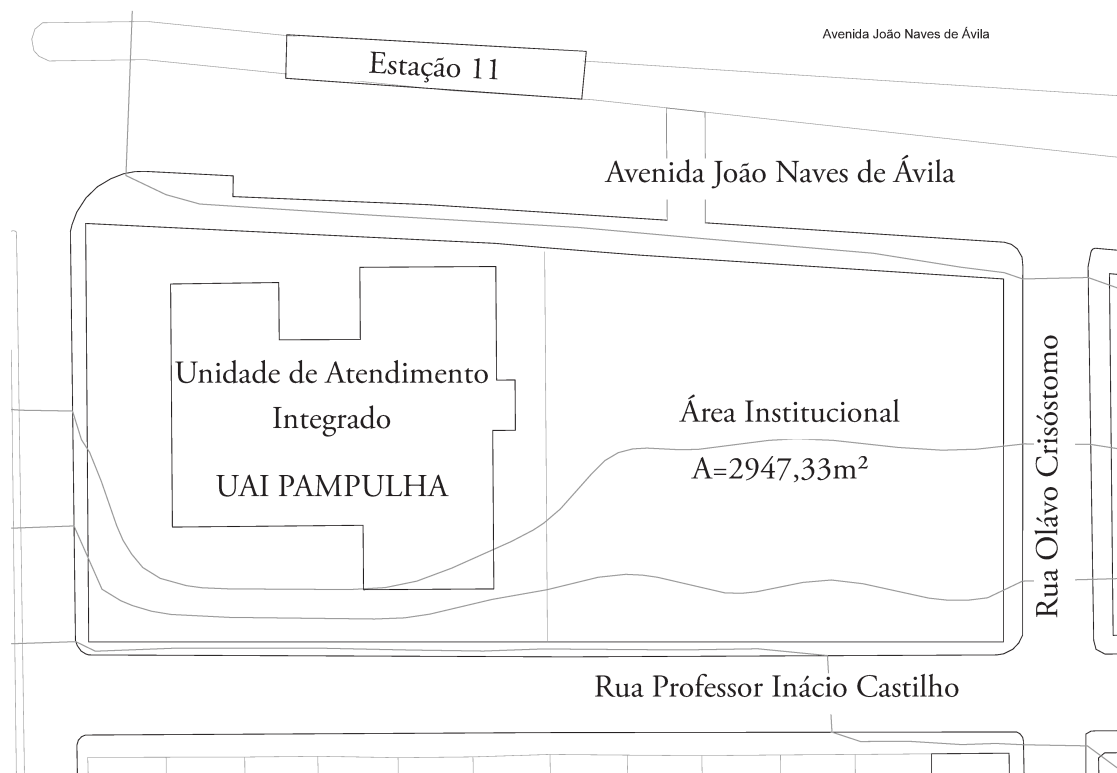 Avenida João Naves de Ávila
Estação 11
Avenida João Naves de Ávila
Unidade de Atendimento
Integrado
UAI PAMPULHA
Área Institucional
A=2947,33m²
Rua Olávo Crisóstomo
Rua Professor Inácio Castilho